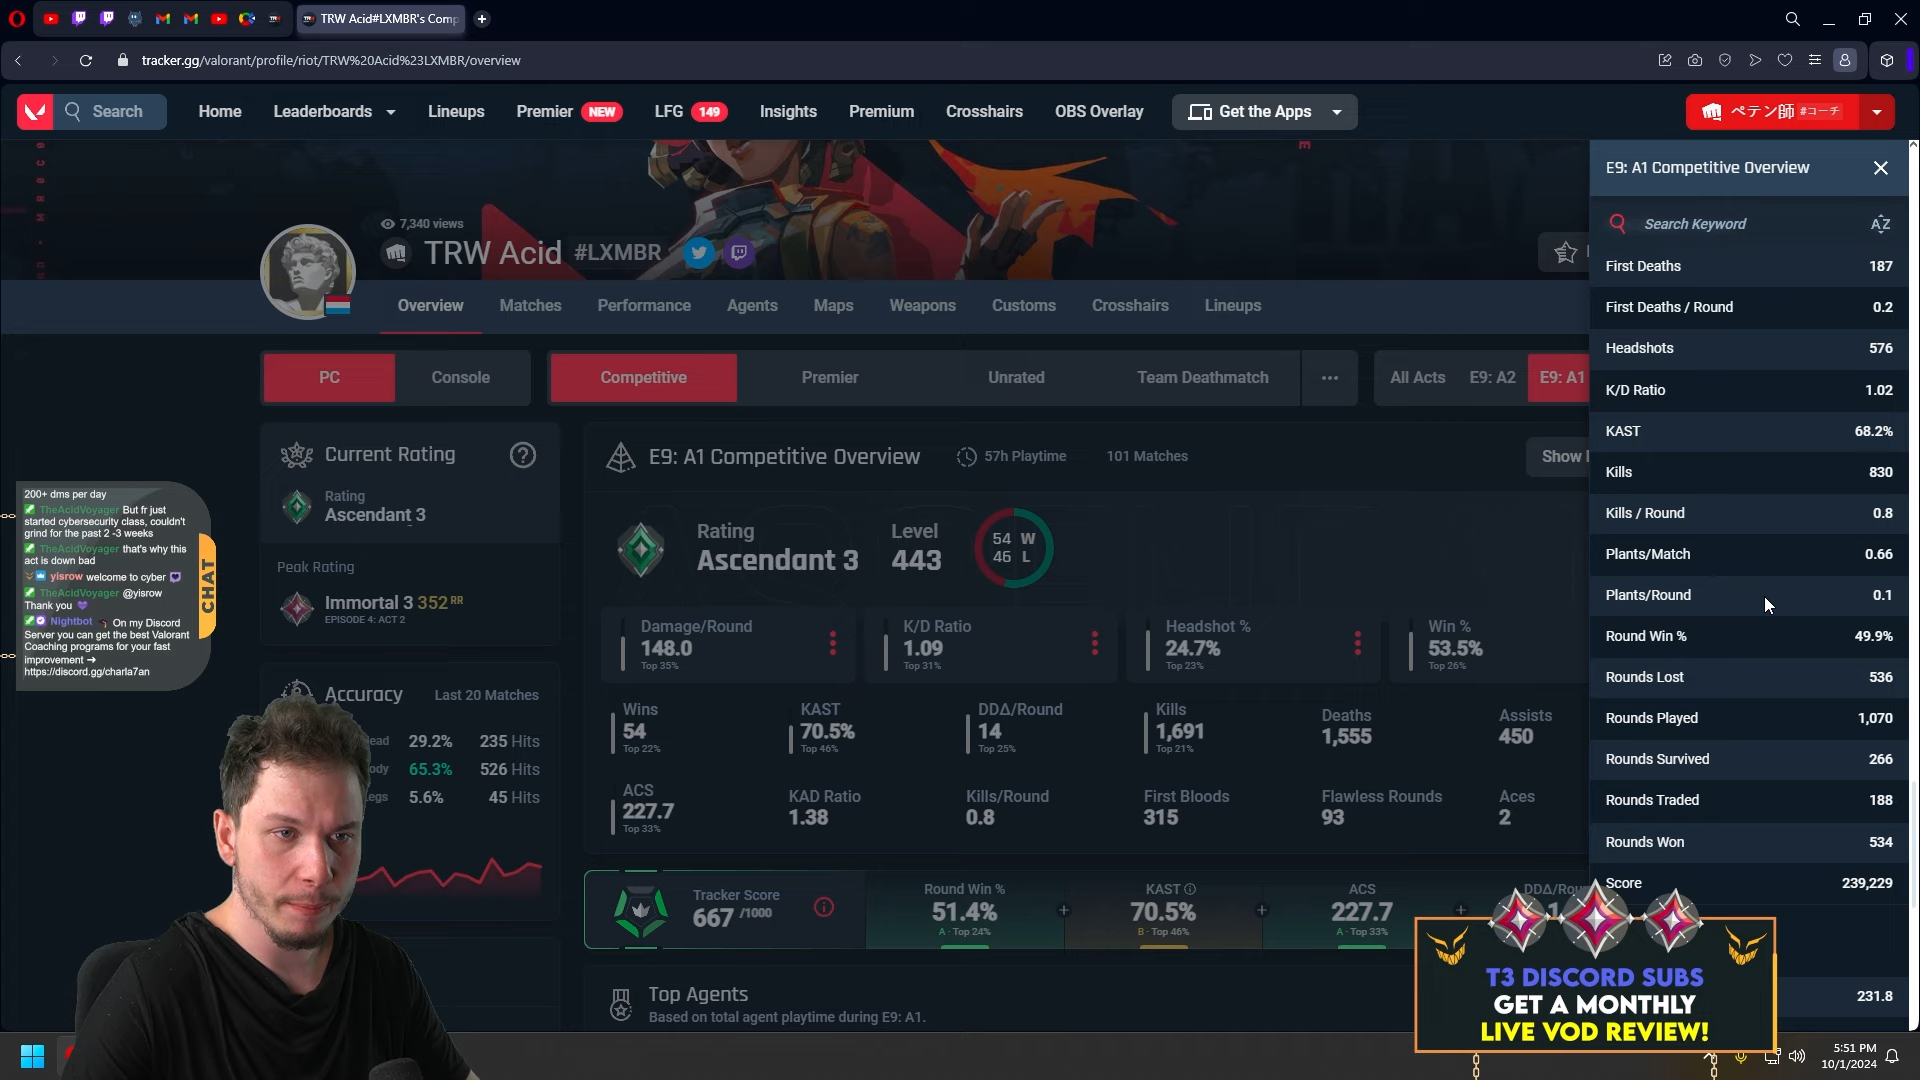 TRW Acid#LXMBR's Comp
tracker.gg/valorant/profile/riot/TRW%20Acid%23LXMBR/overview
Search
Home
Leaderboards
Lineups
Premier NEW
LFG 149
Insights
Premium
Crosshairs
OBS Overlay
Get the Apps
ペテン師 #コーチ
7,340 views
TRW Acid #LXMBR
Overview
Matches
Performance
Agents
Maps
Weapons
Customs
Crosshairs
Lineups
PC
Console
Competitive
Premier
Unrated
Team Deathmatch
All Acts
E9: A2
E9: A1
Current Rating
Rating
Ascendant 3
Peak Rating
Immortal 3 352 RR
EPISODE 4: ACT 2
Accuracy
Last 20 Matches
29.2% 235 Hits
65.3% 526 Hits
5.6% 45 Hits
E9: A1 Competitive Overview
57h Playtime
101 Matches
Show
Rating
Ascendant 3
Level
443
54 W
46 L
Damage/Round
148.0
Top 35%
K/D Ratio
1.09
Top 31%
Headshot %
24.7%
Top 23%
Win %
53.5%
Top 26%
Wins
54
Top 22%
KAST
70.5%
Top 46%
DDΔ/Round
14
Top 25%
Kills
1,691
Top 21%
Deaths
1,555
Assists
450
ACS
227.7
Top 33%
KAD Ratio
1.38
Kills/Round
0.8
First Bloods
315
Flawless Rounds
93
Aces
2
Tracker Score
667 /1000
Round Win %
51.4%
A - Top 24%
KAST
70.5%
B - Top 46%
ACS
227.7
A - Top 33%
Top Agents
Based on total agent playtime during E9: A1.
E9: A1 Competitive Overview
Search Keyword
AZ
First Deaths 187
First Deaths / Round 0.2
Headshots 576
K/D Ratio 1.02
KAST 68.2%
Kills 830
Kills / Round 0.8
Plants/Match 0.66
Plants/Round 0.1
Round Win % 49.9%
Rounds Lost 536
Rounds Played 1,070
Rounds Survived 266
Rounds Traded 188
Rounds Won 534
Score 239,229
231.8
200+ dms per day
TheAcidVoyager But fr just
started cybersecurity class, couldn't
grind for the past 2 -3 weeks
TheAcidVoyager that's why this
act is down bad
yisrow welcome to cyber
TheAcidVoyager @yisrow
Thank you
Nightbot On my Discord
Server you can get the best Valorant
Coaching programs for your fast
improvement ➔
https://discord.gg/charla7an
CHAT
T3 DISCORD SUBS
GET A MONTHLY
LIVE VOD REVIEW!
5:51 PM
10/1/2024